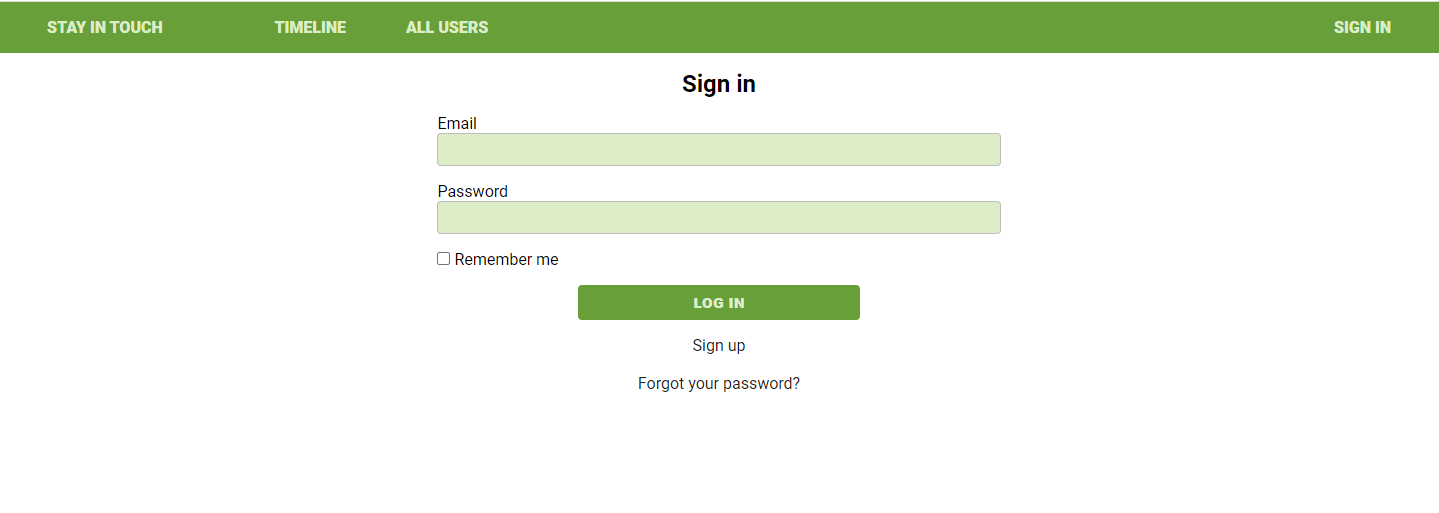 STAY IN TOUCH TIMELINE ALL USERS SIGN IN
Sign in
Email
Password
Remember me
LOG IN
Sign up
Forgot your password?